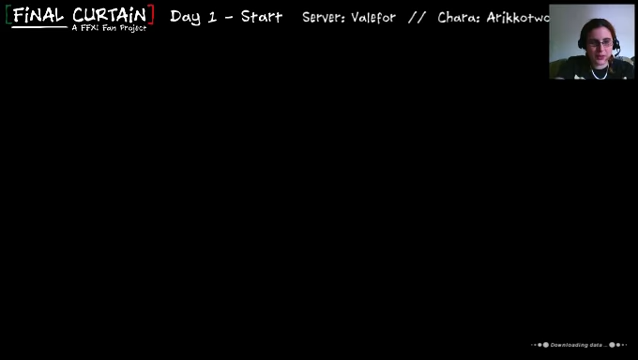 [FiNAL CURTAiN] Day 1 - Start Server: Valefor // Chara: Arikkotwo
A FFXI Fan Project
Downloading data ..